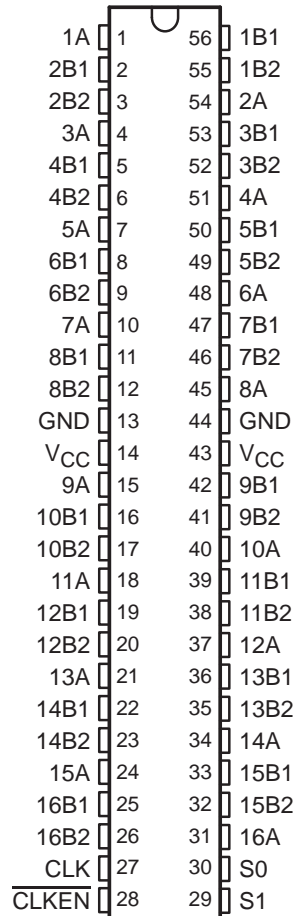 1A 1 56 1B1
2B1 2 55 1B2
2B2 3 54 2A
3A 4 53 3B1
4B1 5 52 3B2
4B2 6 51 4A
5A 7 50 5B1
6B1 8 49 5B2
6B2 9 48 6A
7A 10 47 7B1
8B1 11 46 7B2
8B2 12 45 8A
GND 13 44 GND
VCC 14 43 VCC
9A 15 42 9B1
10B1 16 41 9B2
10B2 17 40 10A
11A 18 39 11B1
12B1 19 38 11B2
12B2 20 37 12A
13A 21 36 13B1
14B1 22 35 13B2
14B2 23 34 14A
15A 24 33 15B1
16B1 25 32 15B2
16B2 26 31 16A
CLK 27 30 S0
CLKEN 28 29 S1